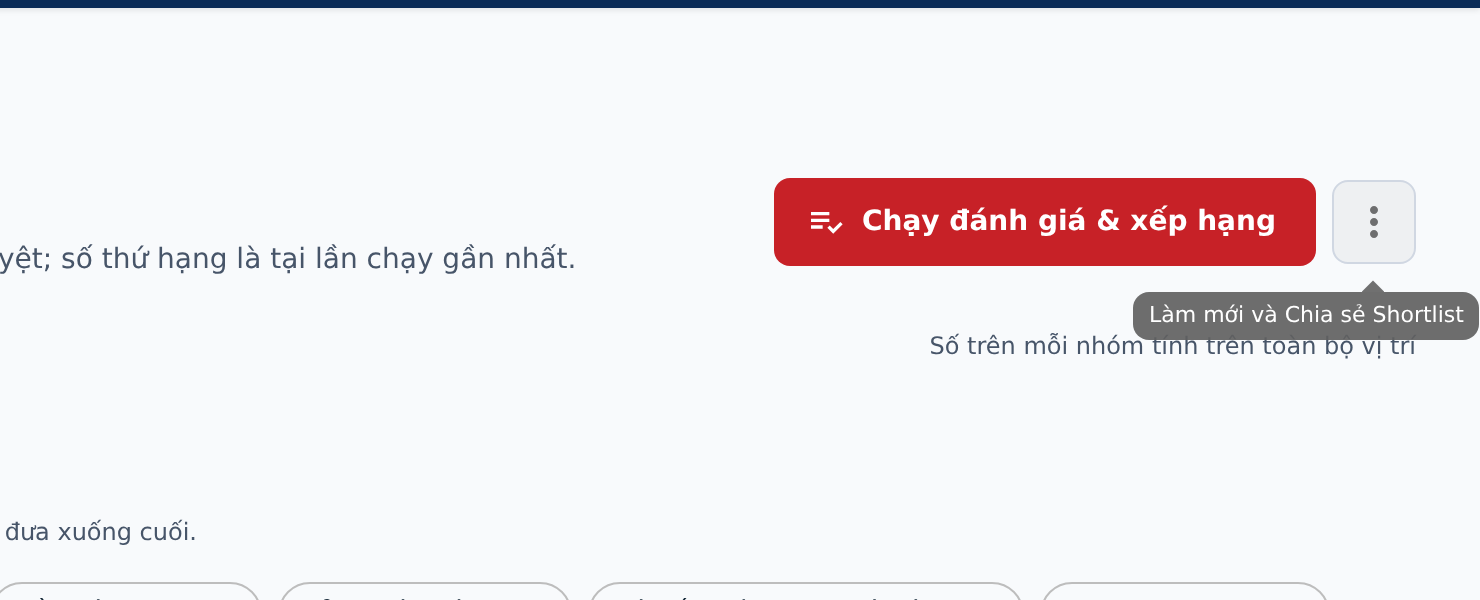 Chạy đánh giá & xếp hạng
yệt; số thứ hạng là tại lần chạy gần nhất.
Làm mới và Chia sẻ Shortlist
Số trên mỗi nhóm tính trên toàn bộ vị trí
đưa xuống cuối.